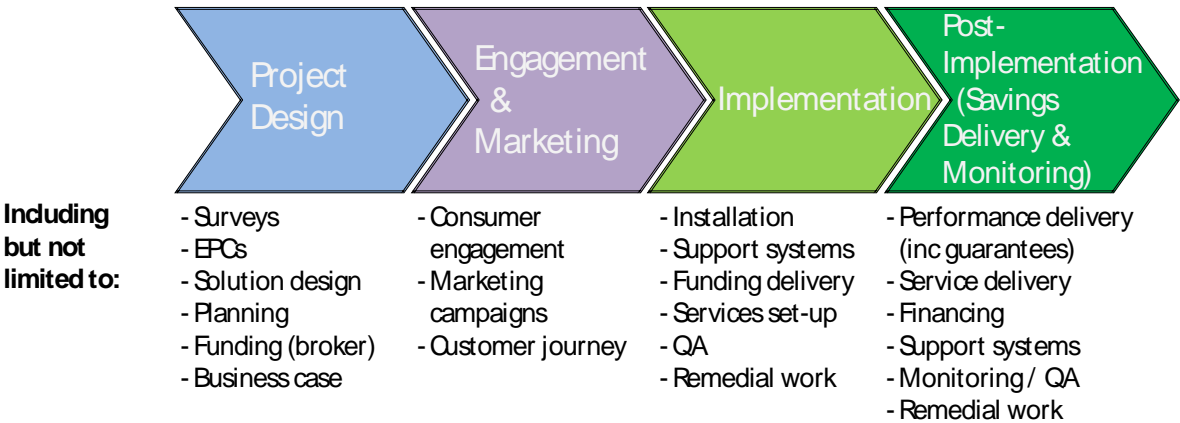 Project
Design
Engagement
&
Marketing
Implementation
Post-
Implementation
(Savings
Delivery &
Monitoring)
Including
but not
limited to:
- Surveys
- EPCs
- Solution design
- Planning
- Funding (broker)
- Business case
- Consumer
engagement
- Marketing
campaigns
- Customer journey
- Installation
- Support systems
- Funding delivery
- Services set-up
- QA
- Remedial work
- Performance delivery
(inc guarantees)
- Service delivery
- Financing
- Support systems
- Monitoring / QA
- Remedial work